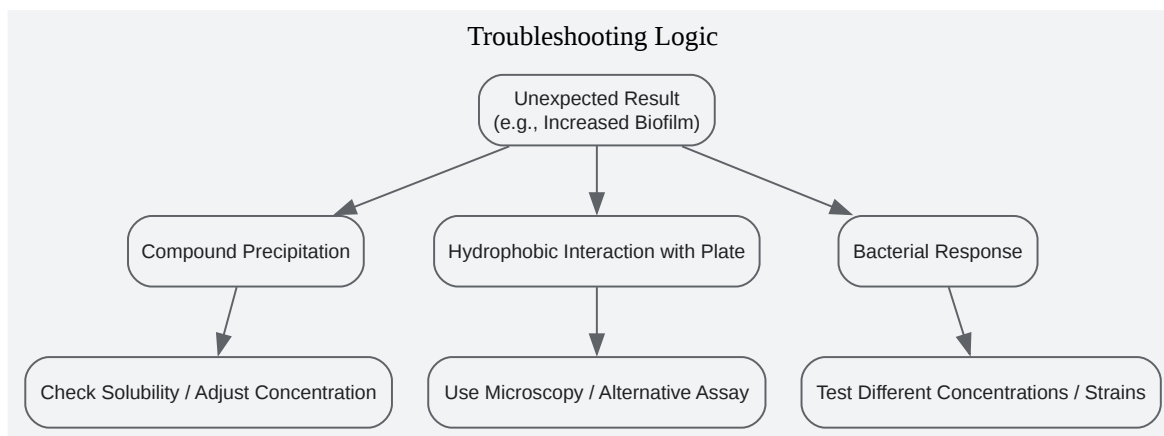 Troubleshooting Logic
Unexpected Result
(e.g., Increased Biofilm)
Compound Precipitation
Hydrophobic Interaction with Plate
Bacterial Response
Check Solubility / Adjust Concentration
Use Microscopy / Alternative Assay
Test Different Concentrations / Strains